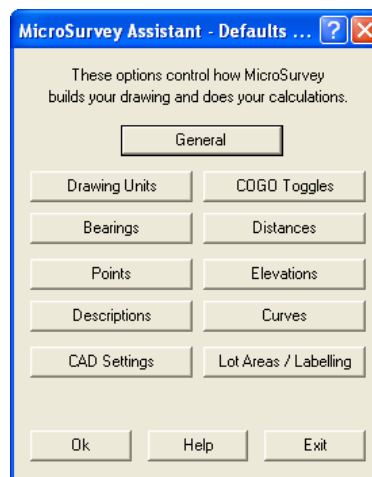 MicroSurvey Assistant - Defaults ... ? X
These options control how MicroSurvey
builds your drawing and does your calculations.
General
Drawing Units COGO Toggles
Bearings Distances
Points Elevations
Descriptions Curves
CAD Settings Lot Areas / Labelling
Ok Help Exit